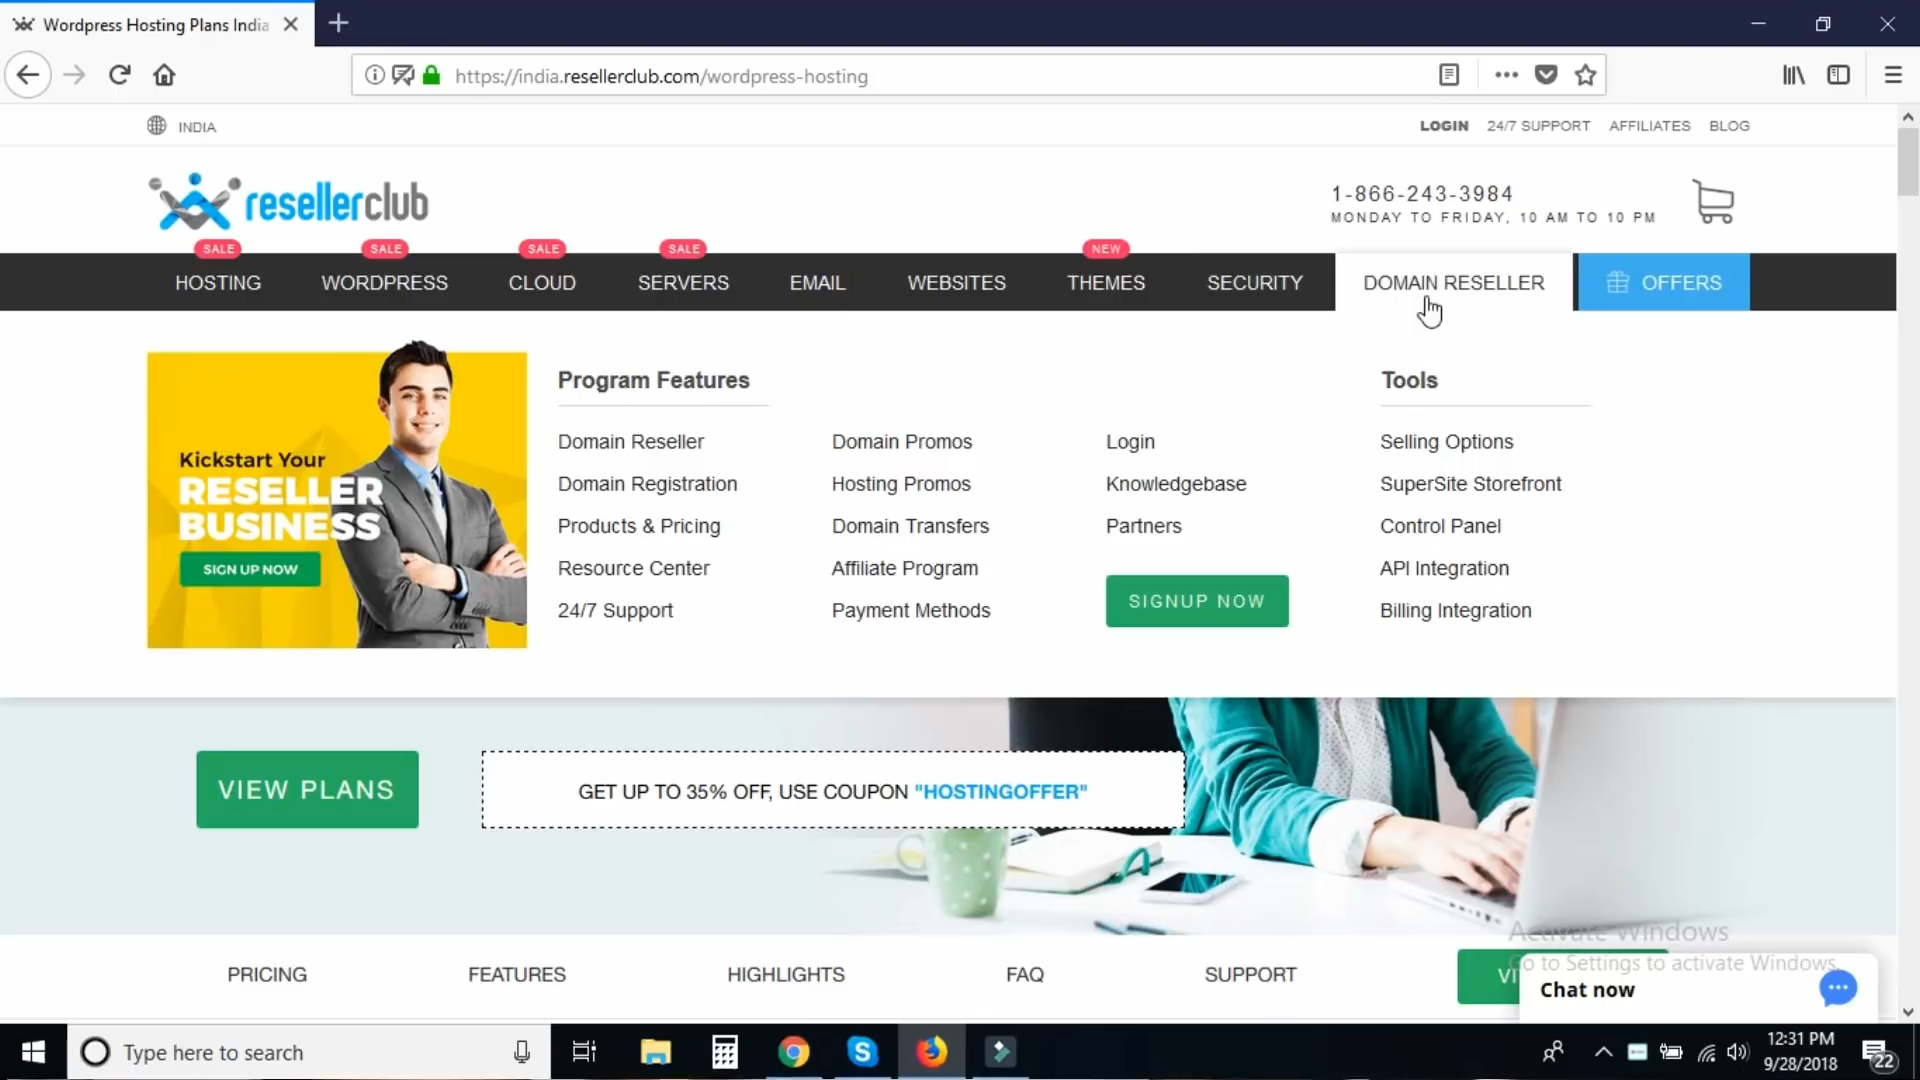 Wordpress Hosting Plans India
https://india.resellerclub.com/wordpress-hosting
INDIA
LOGIN 24/7 SUPPORT AFFILIATES BLOG
resellerclub
1-866-243-3984
MONDAY TO FRIDAY, 10 AM TO 10 PM
SALE SALE SALE SALE NEW
HOSTING WORDPRESS CLOUD SERVERS EMAIL WEBSITES THEMES SECURITY DOMAIN RESELLER OFFERS
Kickstart Your
RESELLER
BUSINESS
SIGN UP NOW
Program Features
Domain Reseller
Domain Registration
Products & Pricing
Resource Center
24/7 Support
Domain Promos
Hosting Promos
Domain Transfers
Affiliate Program
Payment Methods
Login
Knowledgebase
Partners
SIGNUP NOW
Tools
Selling Options
SuperSite Storefront
Control Panel
API Integration
Billing Integration
VIEW PLANS
GET UP TO 35% OFF, USE COUPON "HOSTINGOFFER"
PRICING FEATURES HIGHLIGHTS FAQ SUPPORT
Activate Windows
Go to Settings to activate Windows.
Chat now
Type here to search
12:31 PM
9/28/2018
22